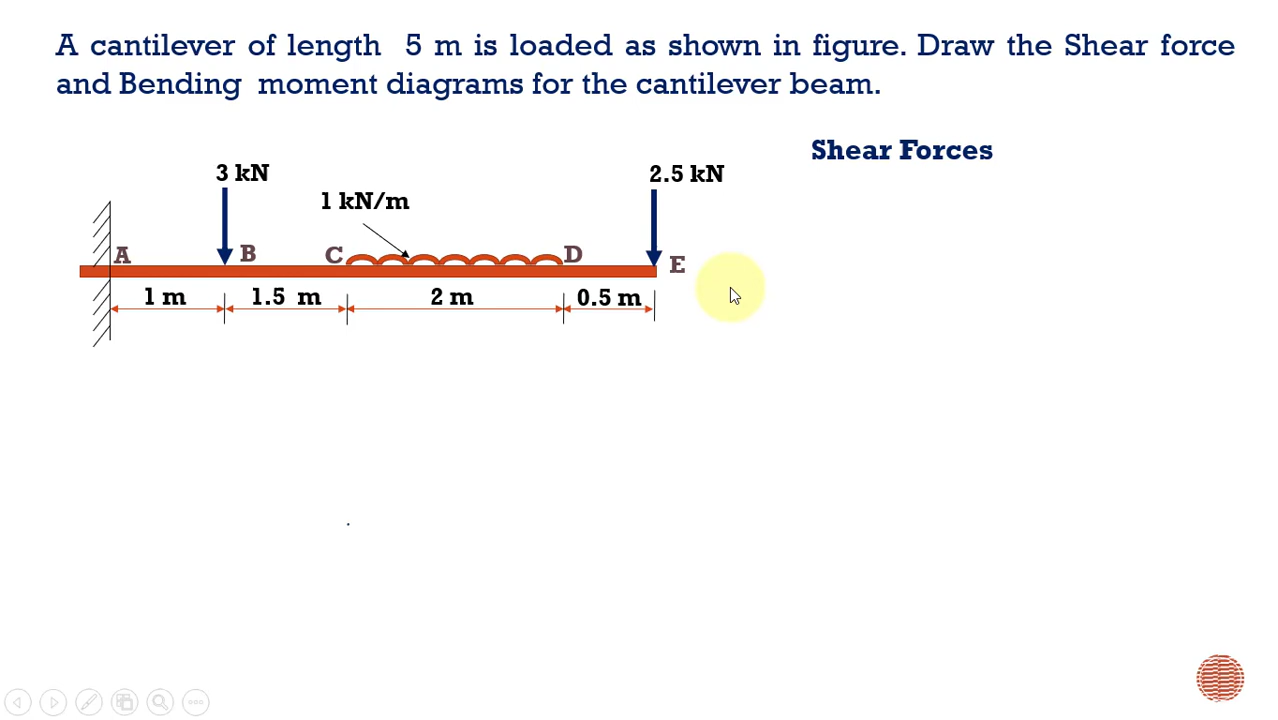 A cantilever of length 5 m is loaded as shown in figure. Draw the Shear force
and Bending moment diagrams for the cantilever beam.
Shear Forces
3 kN
2.5 kN
1 kN/m
A
B
C
D
E
1 m
1.5 m
2 m
0.5 m